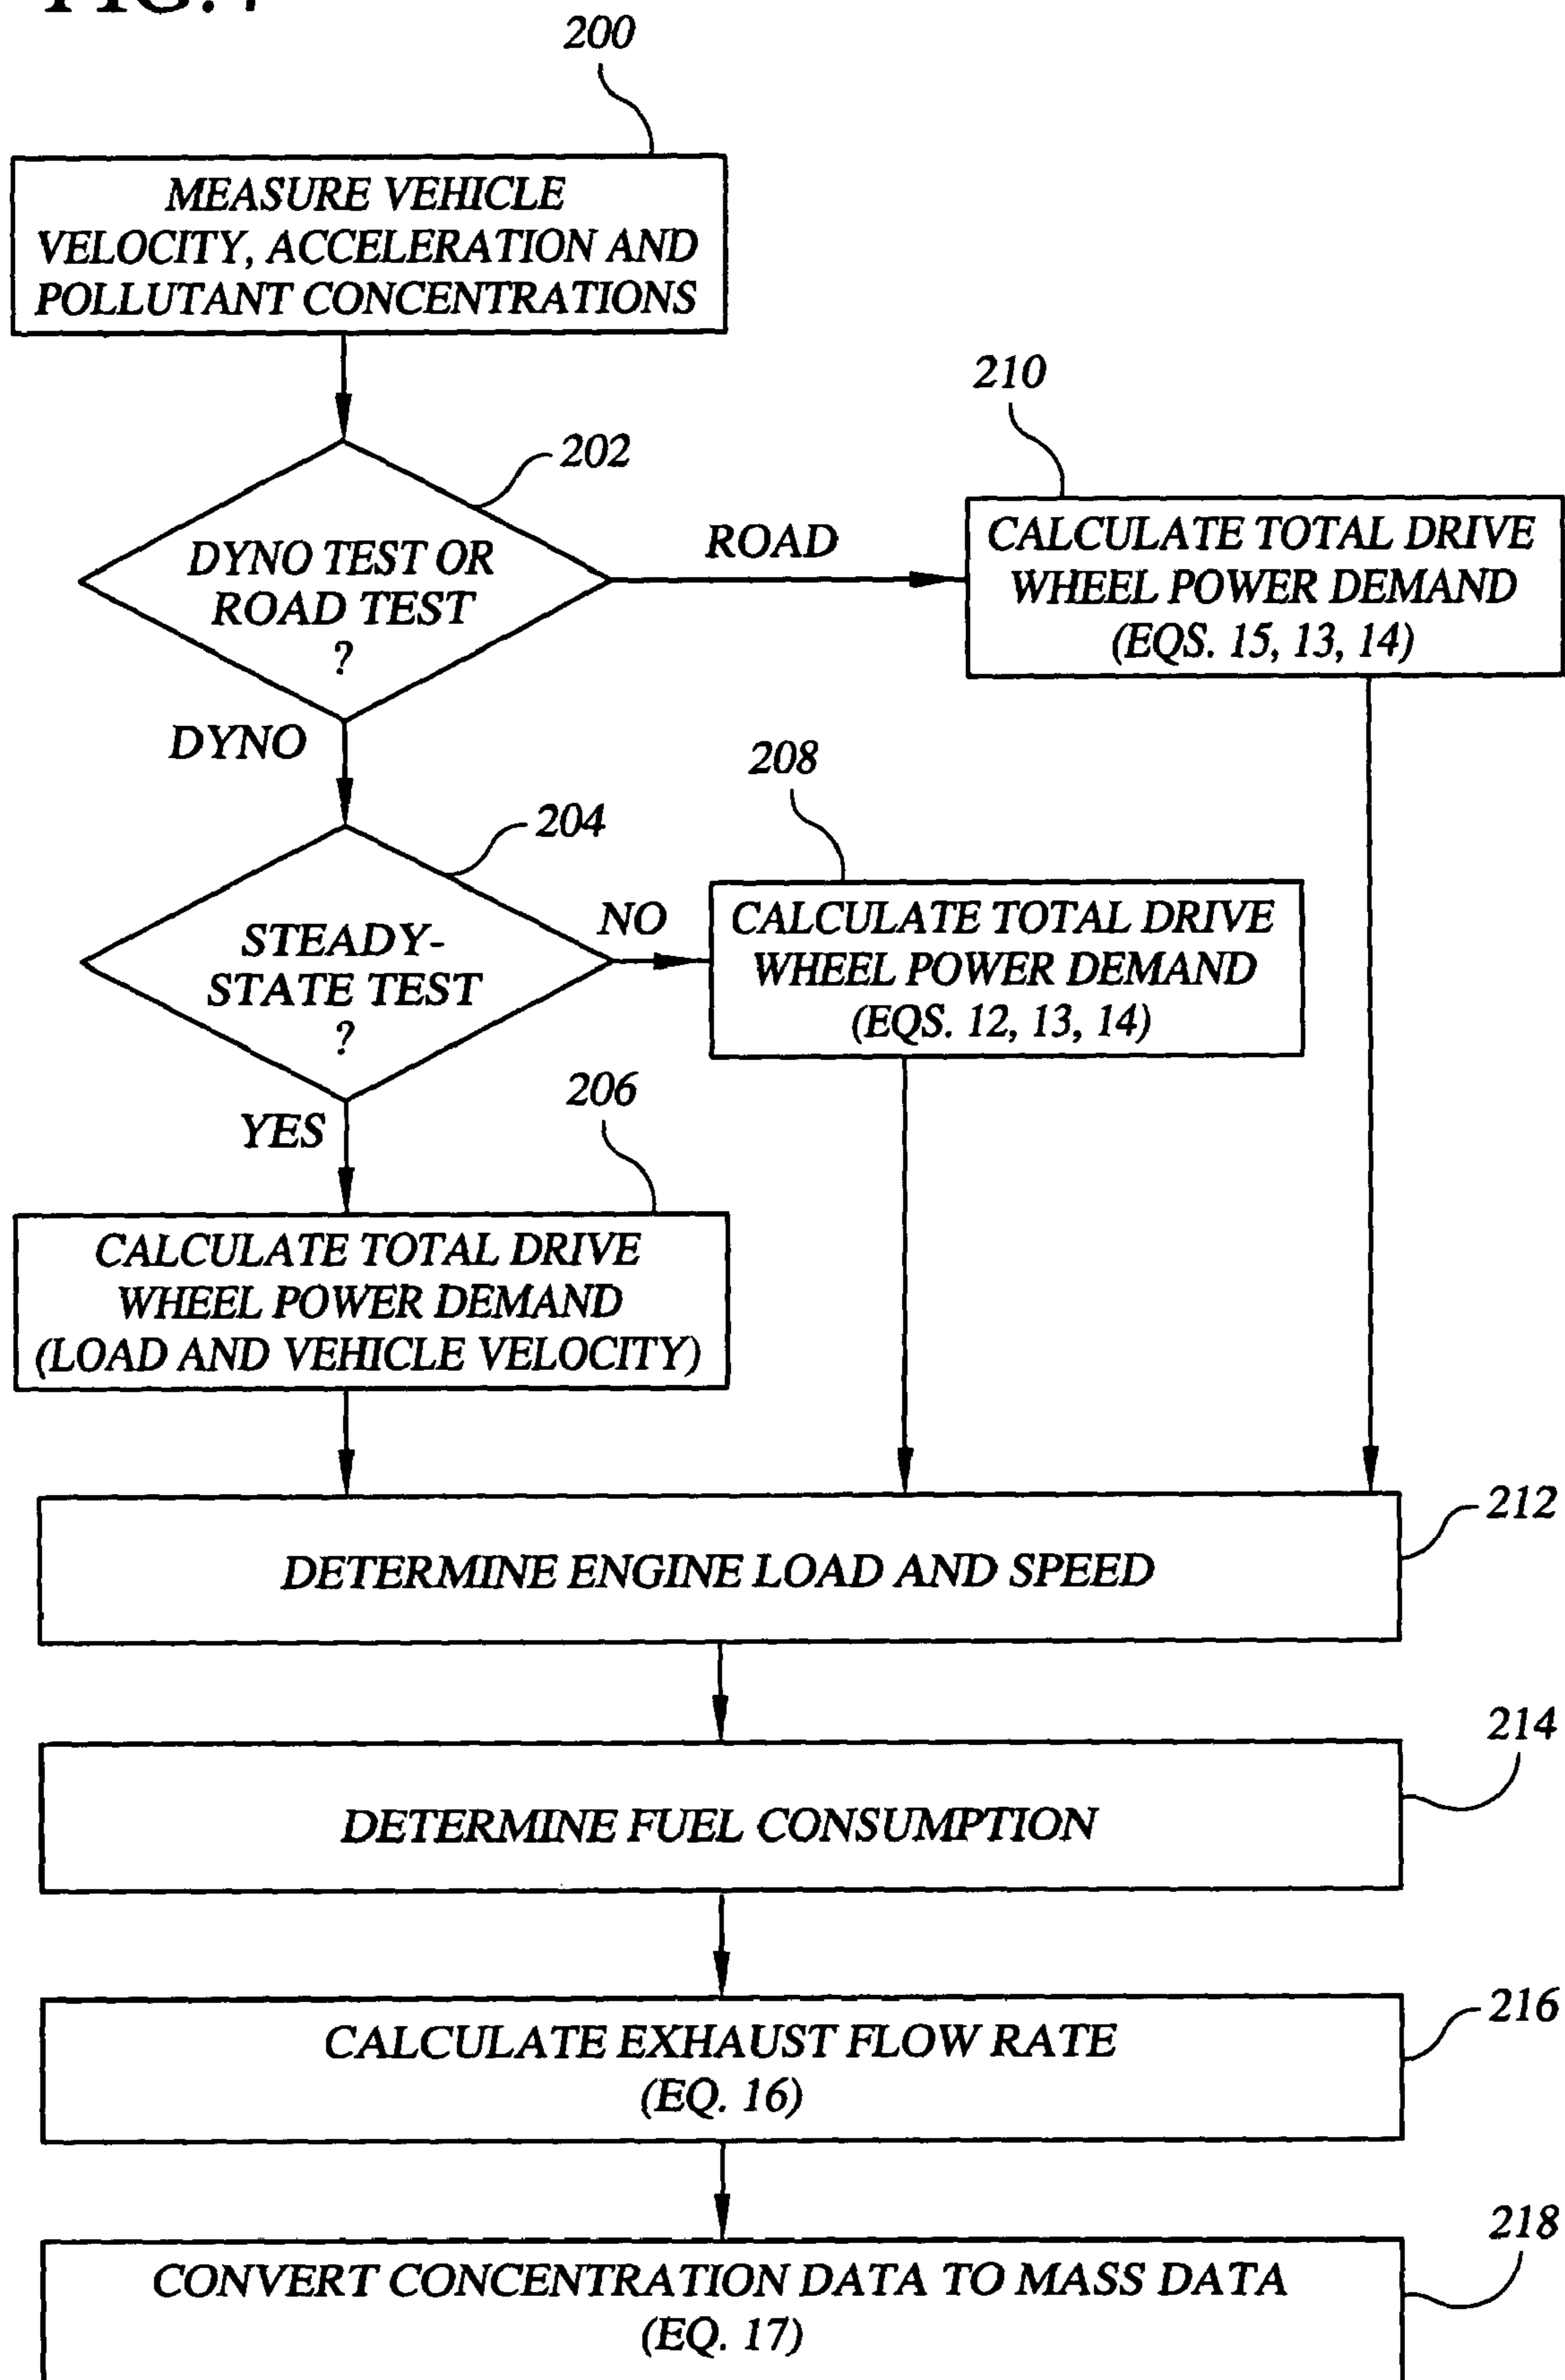 200
MEASURE VEHICLE
VELOCITY, ACCELERATION AND
POLLUTANT CONCENTRATIONS
202
DYNO TEST OR
ROAD TEST
?
ROAD
210
CALCULATE TOTAL DRIVE
WHEEL POWER DEMAND
(EQS. 15, 13, 14)
DYNO
204
STEADY-
STATE TEST
?
NO
208
CALCULATE TOTAL DRIVE
WHEEL POWER DEMAND
(EQS. 12, 13, 14)
YES
206
CALCULATE TOTAL DRIVE
WHEEL POWER DEMAND
(LOAD AND VEHICLE VELOCITY)
212
DETERMINE ENGINE LOAD AND SPEED
214
DETERMINE FUEL CONSUMPTION
216
CALCULATE EXHAUST FLOW RATE
(EQ. 16)
218
CONVERT CONCENTRATION DATA TO MASS DATA
(EQ. 17)